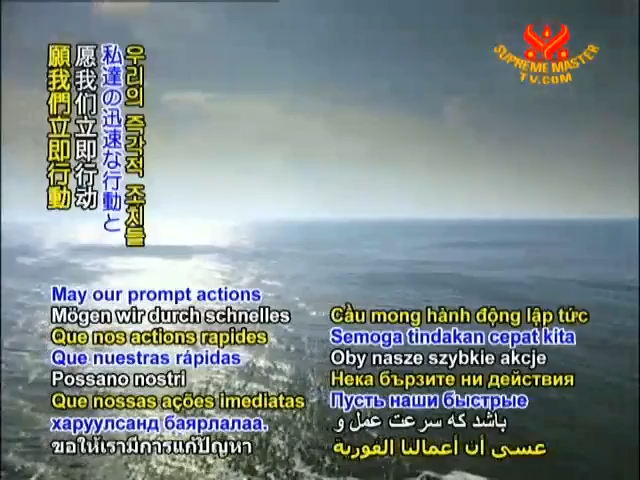 SUPREME MASTER
TV.COM
願我們立即行動
愿我们立即行动
私達の迅速な行動と
우리의 즉각적 조치들
May our prompt actions
Mögen wir durch schnelles
Que nos actions rapides
Que nuestras rápidas
Possano nostri
Que nossas ações imediatas
харуулсанд баярлалаа.
ขอให้เรามีการแก้ปัญหา
Cầu mong hành động lập tức
Semoga tindakan cepat kita
Oby nasze szybkie akcje
Нека бързите ни действия
Пусть наши быстрые
باشد که سرعت عمل و
عسى أن أعمالنا الفورية